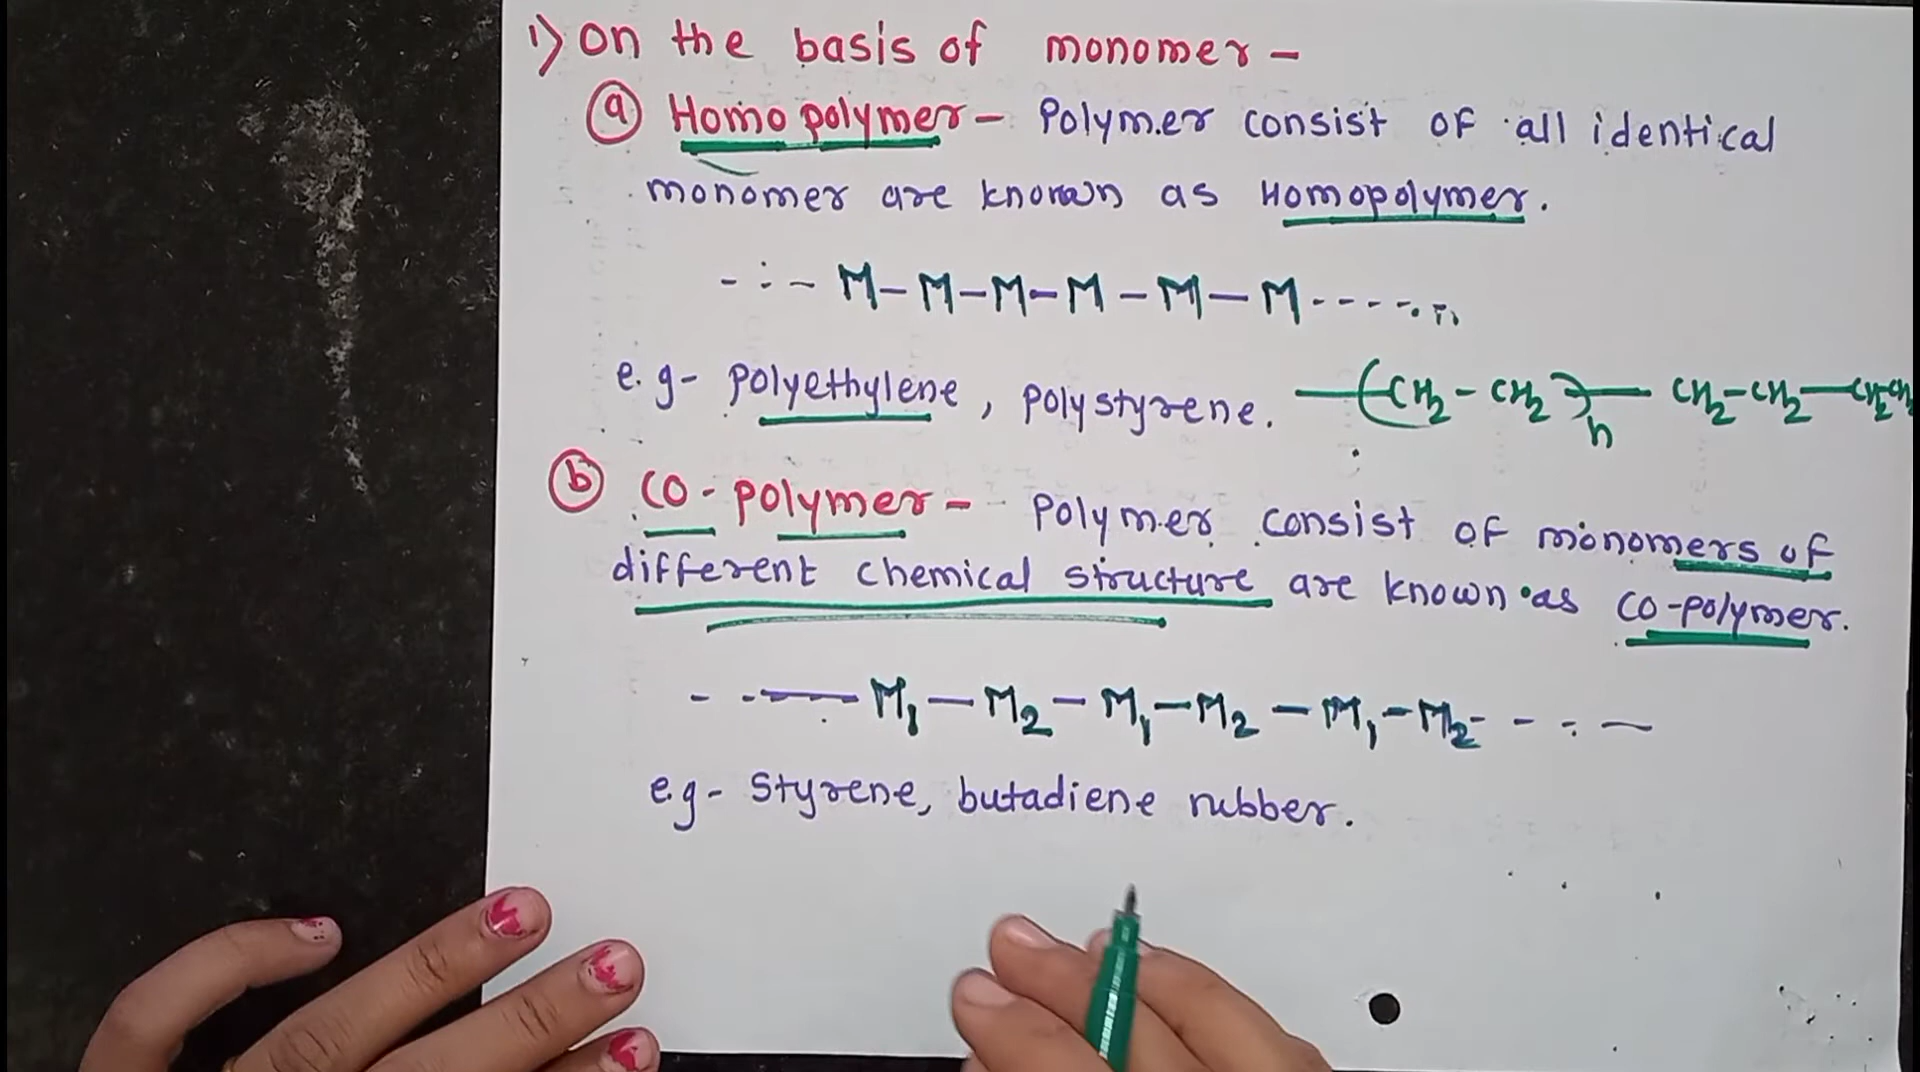 1) On the basis of monomer -
(a) Homopolymer - Polymer consist of all identical
monomer are known as Homopolymer.
- - - M - M - M - M - M - M - - - - -
e.g - polyethylene, polystyrene. —(CH2 - CH2)n— CH2-CH2—CH2CH2
(b) CO-polymer - Polymer consist of monomers of
different chemical structure are known as CO-polymer.
- - — M1 — M2 — M1 — M2 — M1 - M2 - - - —
e.g - Styrene, butadiene rubber.